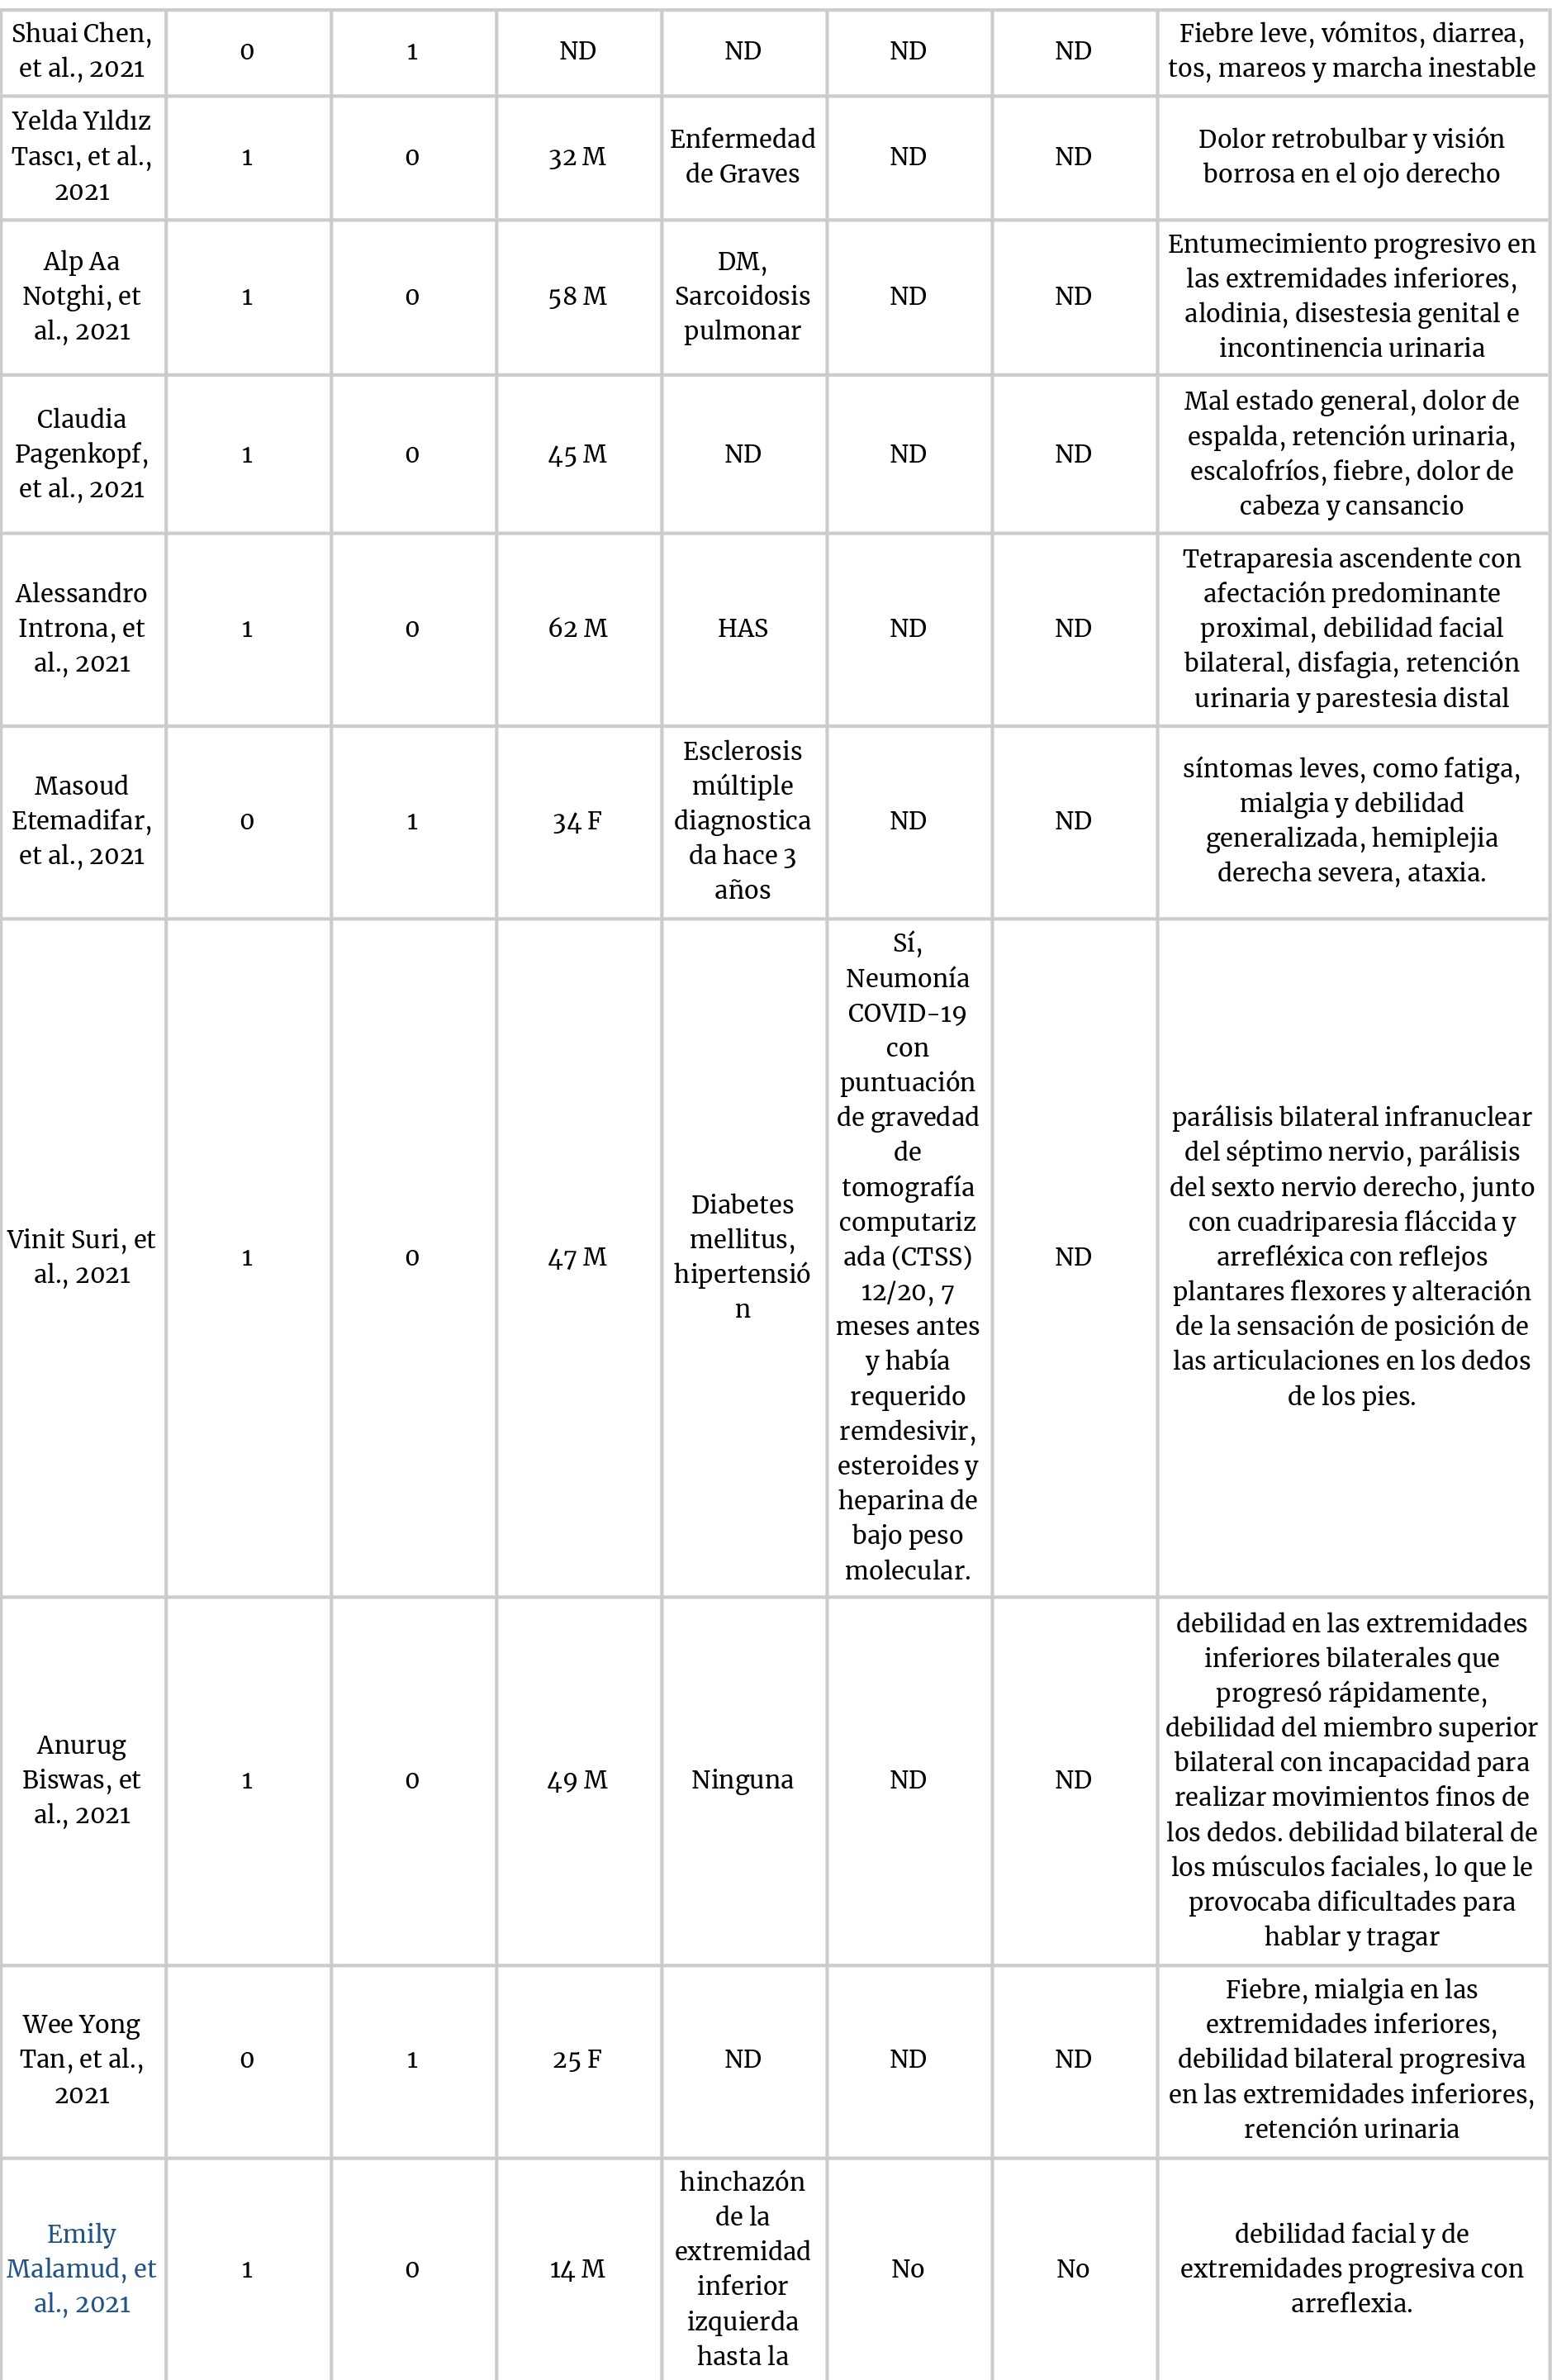 Shuai Chen,
et al., 2021
0
1
ND
ND
ND
ND
Fiebre leve, vómitos, diarrea,
tos, mareos y marcha inestable
Yelda Yıldız
Tascı, et al.,
2021
1
0
32 M
Enfermedad
de Graves
ND
ND
Dolor retrobulbar y visión
borrosa en el ojo derecho
Alp Aa
Notghi, et
al., 2021
1
0
58 M
DM,
Sarcoidosis
pulmonar
ND
ND
Entumecimiento progresivo en
las extremidades inferiores,
alodinia, disestesia genital e
incontinencia urinaria
Claudia
Pagenkopf,
et al., 2021
1
0
45 M
ND
ND
ND
Mal estado general, dolor de
espalda, retención urinaria,
escalofríos, fiebre, dolor de
cabeza y cansancio
Alessandro
Introna, et
al., 2021
1
0
62 M
HAS
ND
ND
Tetraparesia ascendente con
afectación predominante
proximal, debilidad facial
bilateral, disfagia, retención
urinaria y parestesia distal
Masoud
Etemadifar,
et al., 2021
0
1
34 F
Esclerosis
múltiple
diagnostica
da hace 3
años
ND
ND
síntomas leves, como fatiga,
mialgia y debilidad
generalizada, hemiplejia
derecha severa, ataxia.
Vinit Suri, et
al., 2021
1
0
47 M
Diabetes
mellitus,
hipertensió
n
Sí,
Neumonía
COVID-19
con
puntuación
de gravedad
de
tomografía
computariz
ada (CTSS)
12/20, 7
meses antes
y había
requerido
remdesivir,
esteroides y
heparina de
bajo peso
molecular.
ND
parálisis bilateral infranuclear
del séptimo nervio, parálisis
del sexto nervio derecho, junto
con cuadriparesia fláccida y
arrefléxica con reflejos
plantares flexores y alteración
de la sensación de posición de
las articulaciones en los dedos
de los pies.
Anurug
Biswas, et
al., 2021
1
0
49 M
Ninguna
ND
ND
debilidad en las extremidades
inferiores bilaterales que
progresó rápidamente,
debilidad del miembro superior
bilateral con incapacidad para
realizar movimientos finos de
los dedos. debilidad bilateral de
los músculos faciales, lo que le
provocaba dificultades para
hablar y tragar
Wee Yong
Tan, et al.,
2021
0
1
25 F
ND
ND
ND
Fiebre, mialgia en las
extremidades inferiores,
debilidad bilateral progresiva
en las extremidades inferiores,
retención urinaria
Emily
Malamud, et
al., 2021
1
0
14 M
hinchazón
de la
extremidad
inferior
izquierda
hasta la
No
No
debilidad facial y de
extremidades progresiva con
arreflexia.